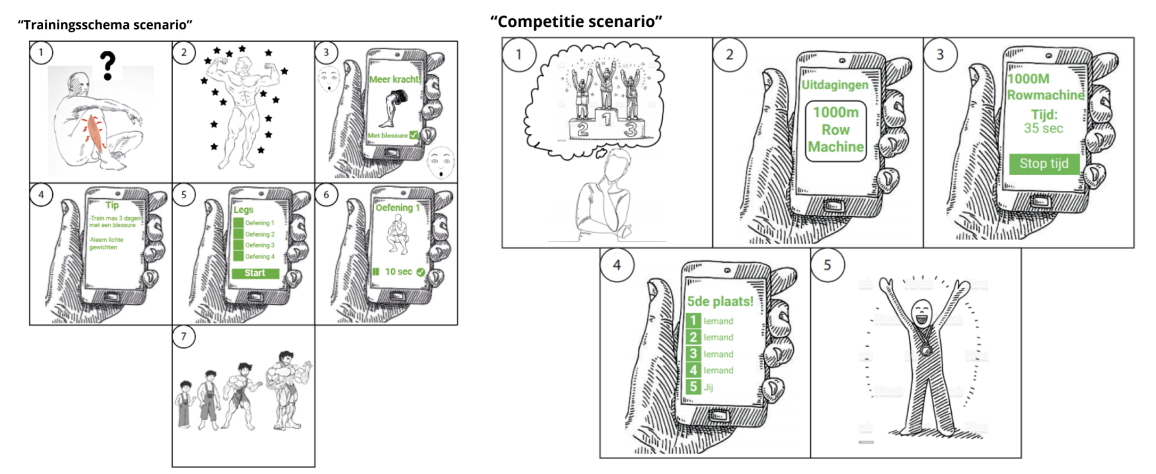 “Trainingsschema scenario”
1
?
2
3
Meer kracht!
Met blessure
4
Tip
-Train max 3 dagen
met een blessure
-Neem lichte
gewichten
5
Legs
Oefening 1
Oefening 2
Oefening 3
Oefening 4
Start
6
Oefening 1
10 sec
7
“Competitie scenario”
1
2 1 3
2
Uitdagingen
1000m
Row
Machine
3
1000M
Rowmachine
Tijd:
35 sec
Stop tijd
4
5de plaats!
1 Iemand
2 Iemand
3 Iemand
4 Iemand
5 Jij
5